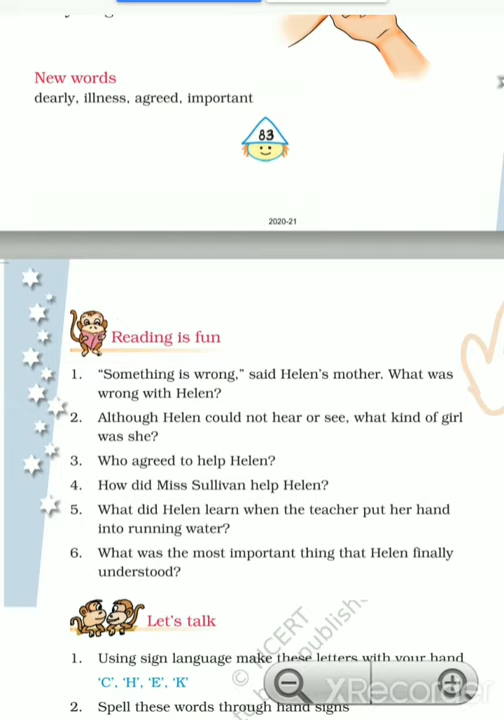 New words
dearly, illness, agreed, important
83
2020-21
Reading is fun
1. “Something is wrong,” said Helen’s mother. What was
wrong with Helen?
2. Although Helen could not hear or see, what kind of girl
was she?
3. Who agreed to help Helen?
4. How did Miss Sullivan help Helen?
5. What did Helen learn when the teacher put her hand
into running water?
6. What was the most important thing that Helen finally
understood?
Let’s talk
1. Using sign language make these letters with your hand
‘C’, ‘H’, ‘E’, ‘K’
2. Spell these words through hand signs
© NCERT
XRecorder